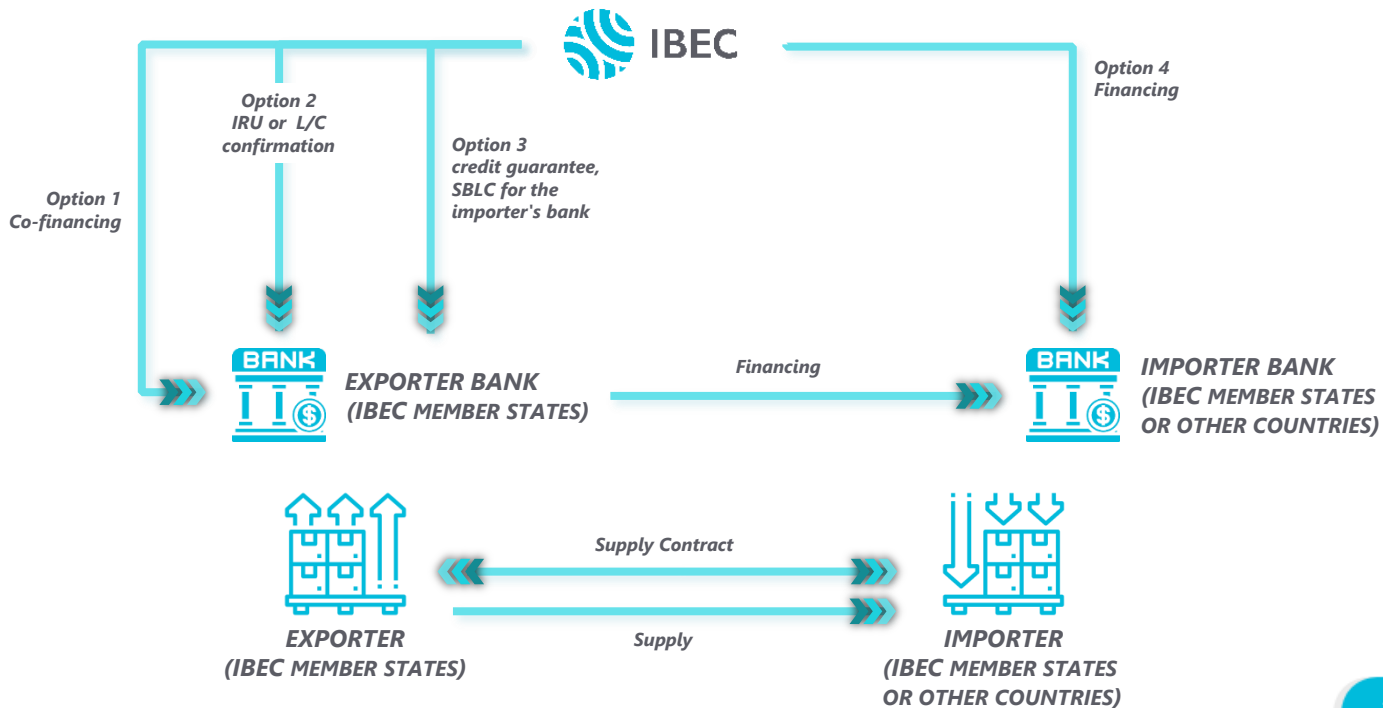 IBEC
Option 4
Financing
Option 2
IRU or L/C
confirmation
Option 3
credit guarantee,
SBLC for the
importer's bank
Option 1
Co-financing
BANK
EXPORTER BANK
(IBEC MEMBER STATES)
Financing
BANK
IMPORTER BANK
(IBEC MEMBER STATES
OR OTHER COUNTRIES)
Supply Contract
Supply
EXPORTER
(IBEC MEMBER STATES)
IMPORTER
(IBEC MEMBER STATES
OR OTHER COUNTRIES)